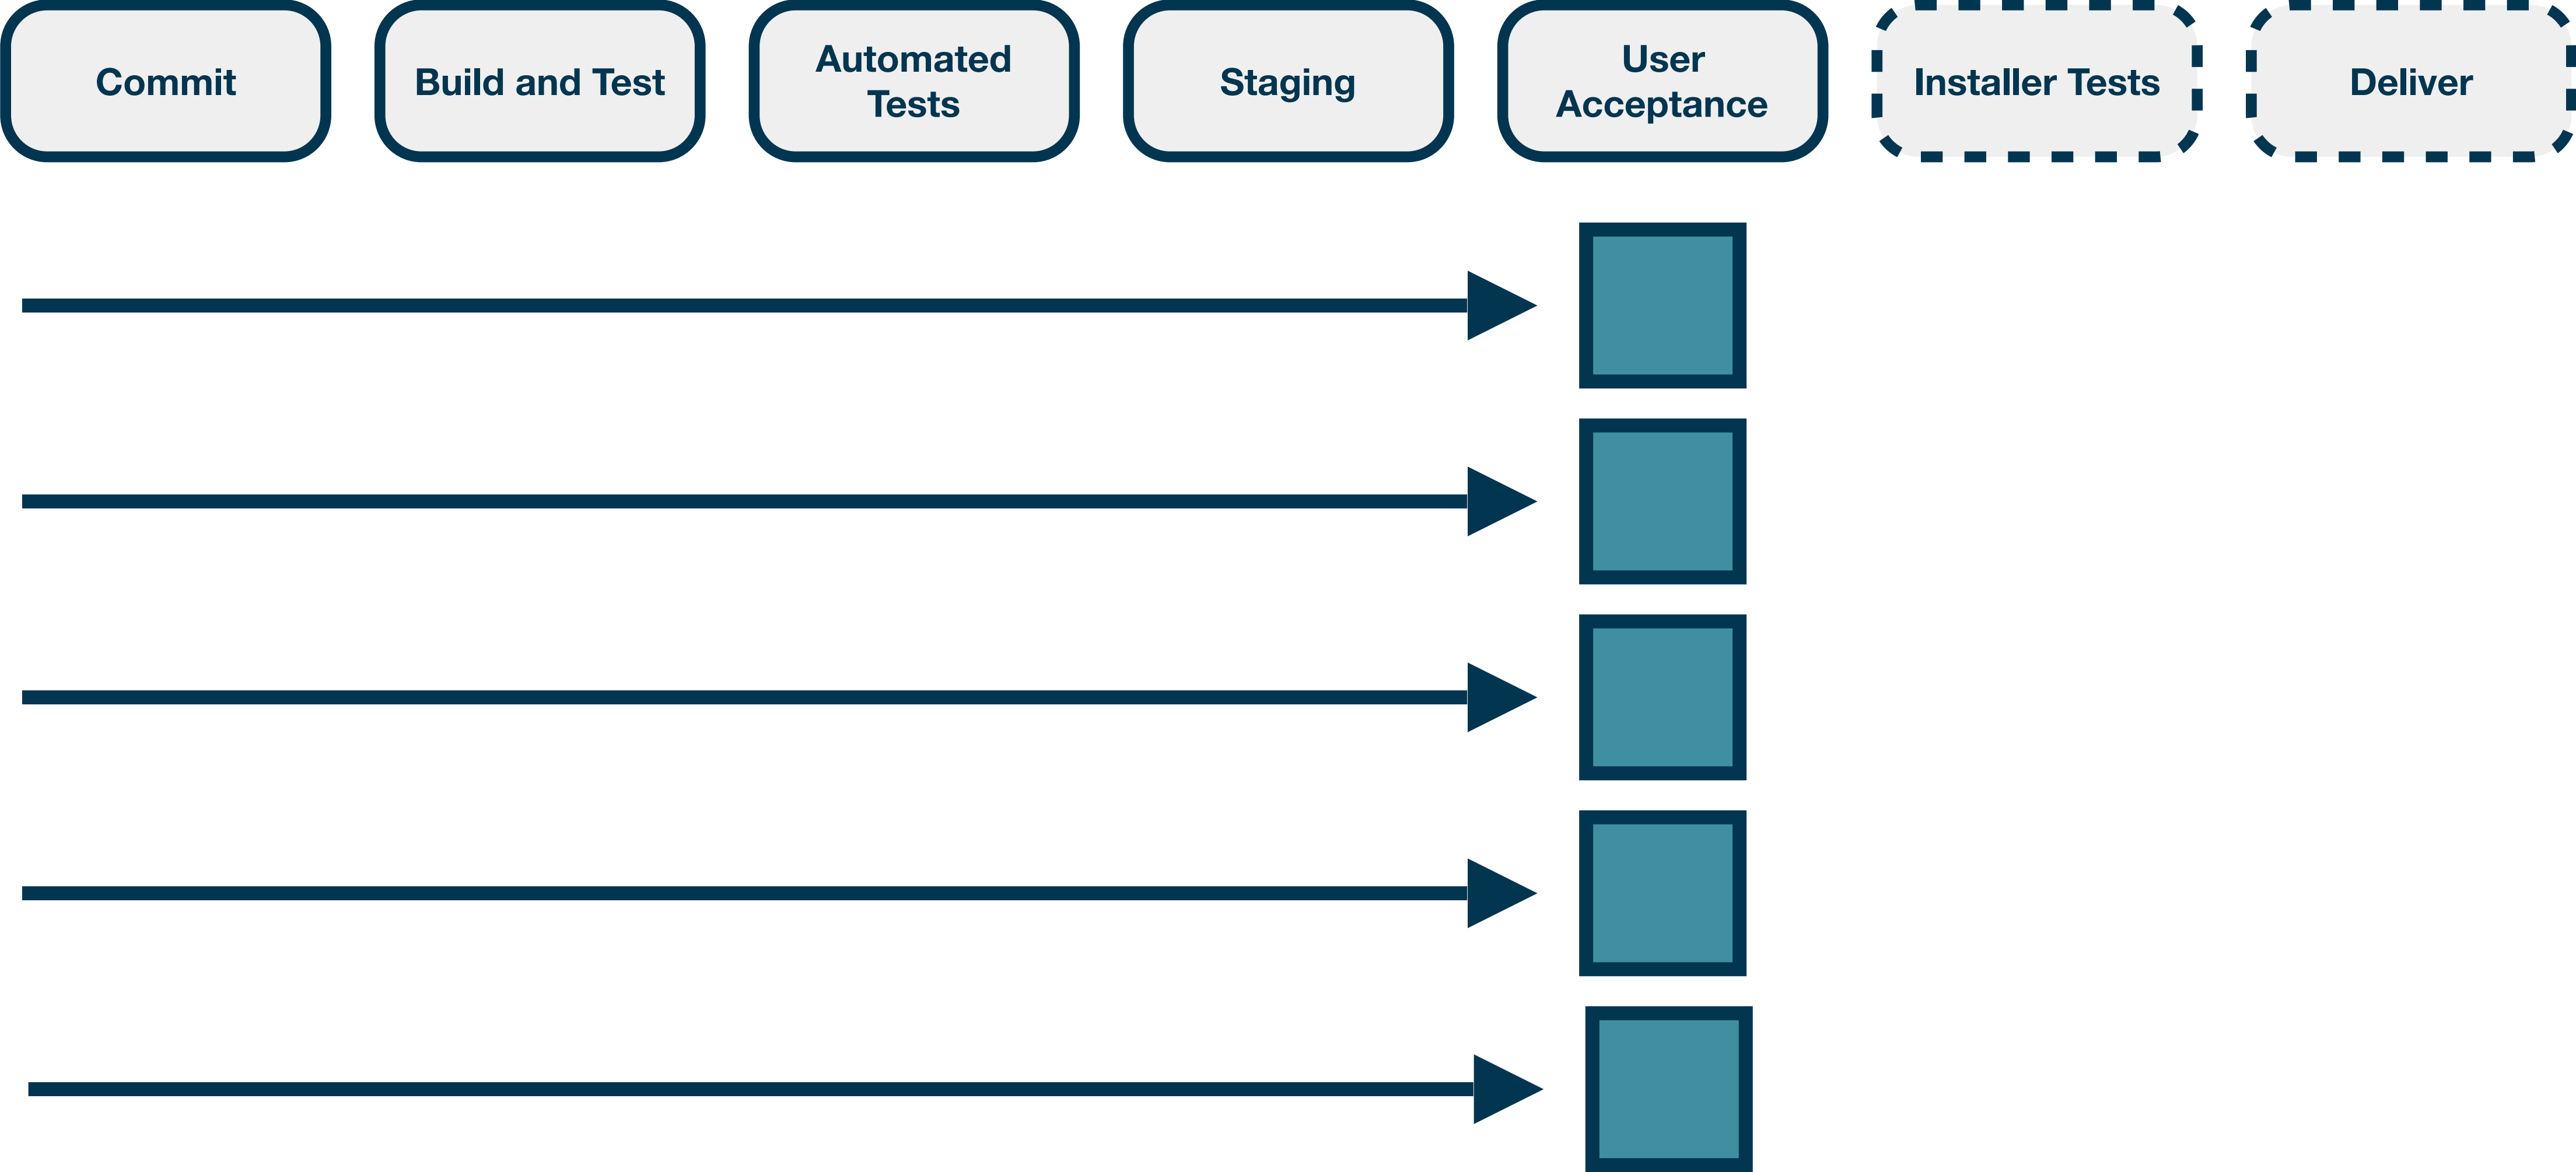 Commit
Build and Test
Automated
Tests
Staging
User
Acceptance
Installer Tests
Deliver